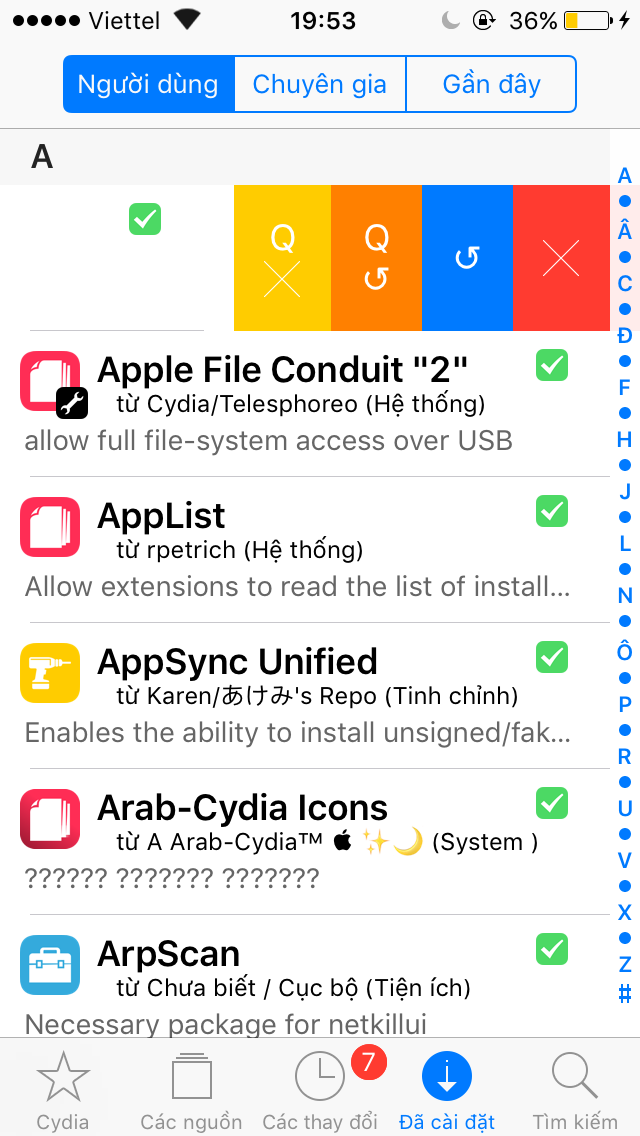 Viettel 19:53 36%
Người dùng Chuyên gia Gần đây
A
Q Q ↺
↺
Apple File Conduit "2"
từ Cydia/Telesphoreo (Hệ thống)
allow full file-system access over USB
AppList
từ rpetrich (Hệ thống)
Allow extensions to read the list of install...
AppSync Unified
từ Karen/あけみ's Repo (Tinh chỉnh)
Enables the ability to install unsigned/fak...
Arab-Cydia Icons
từ A Arab-Cydia™  ✨🌙 (System )
?????? ??????? ???????
ArpScan
từ Chưa biết / Cục bộ (Tiện ích)
Necessary package for netkillui
A
Â
C
Đ
F
H
J
L
N
Ô
P
R
U
V
X
Z
#
7
Cydia Các nguồn Các thay đổi Đã cài đặt Tìm kiếm